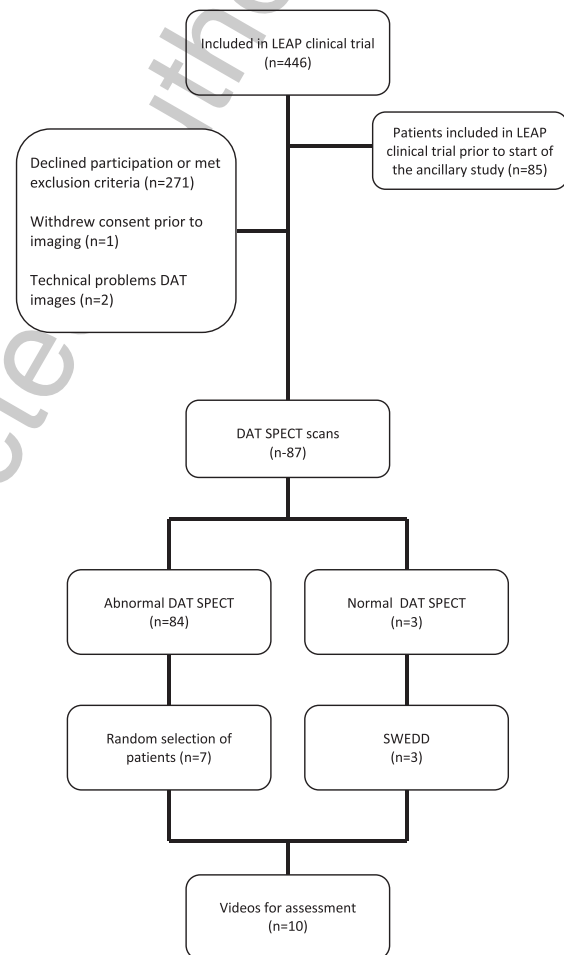 Included in LEAP clinical trial
(n=446)
Patients included in LEAP
clinical trial prior to start of
the ancillary study (n=85)
Declined participation or met
exclusion criteria (n=271)
Withdrew consent prior to
imaging (n=1)
Technical problems DAT
images (n=2)
DAT SPECT scans
(n-87)
Abnormal DAT SPECT
(n=84)
Normal DAT SPECT
(n=3)
Random selection of
patients (n=7)
SWEDD
(n=3)
Videos for assessment
(n=10)